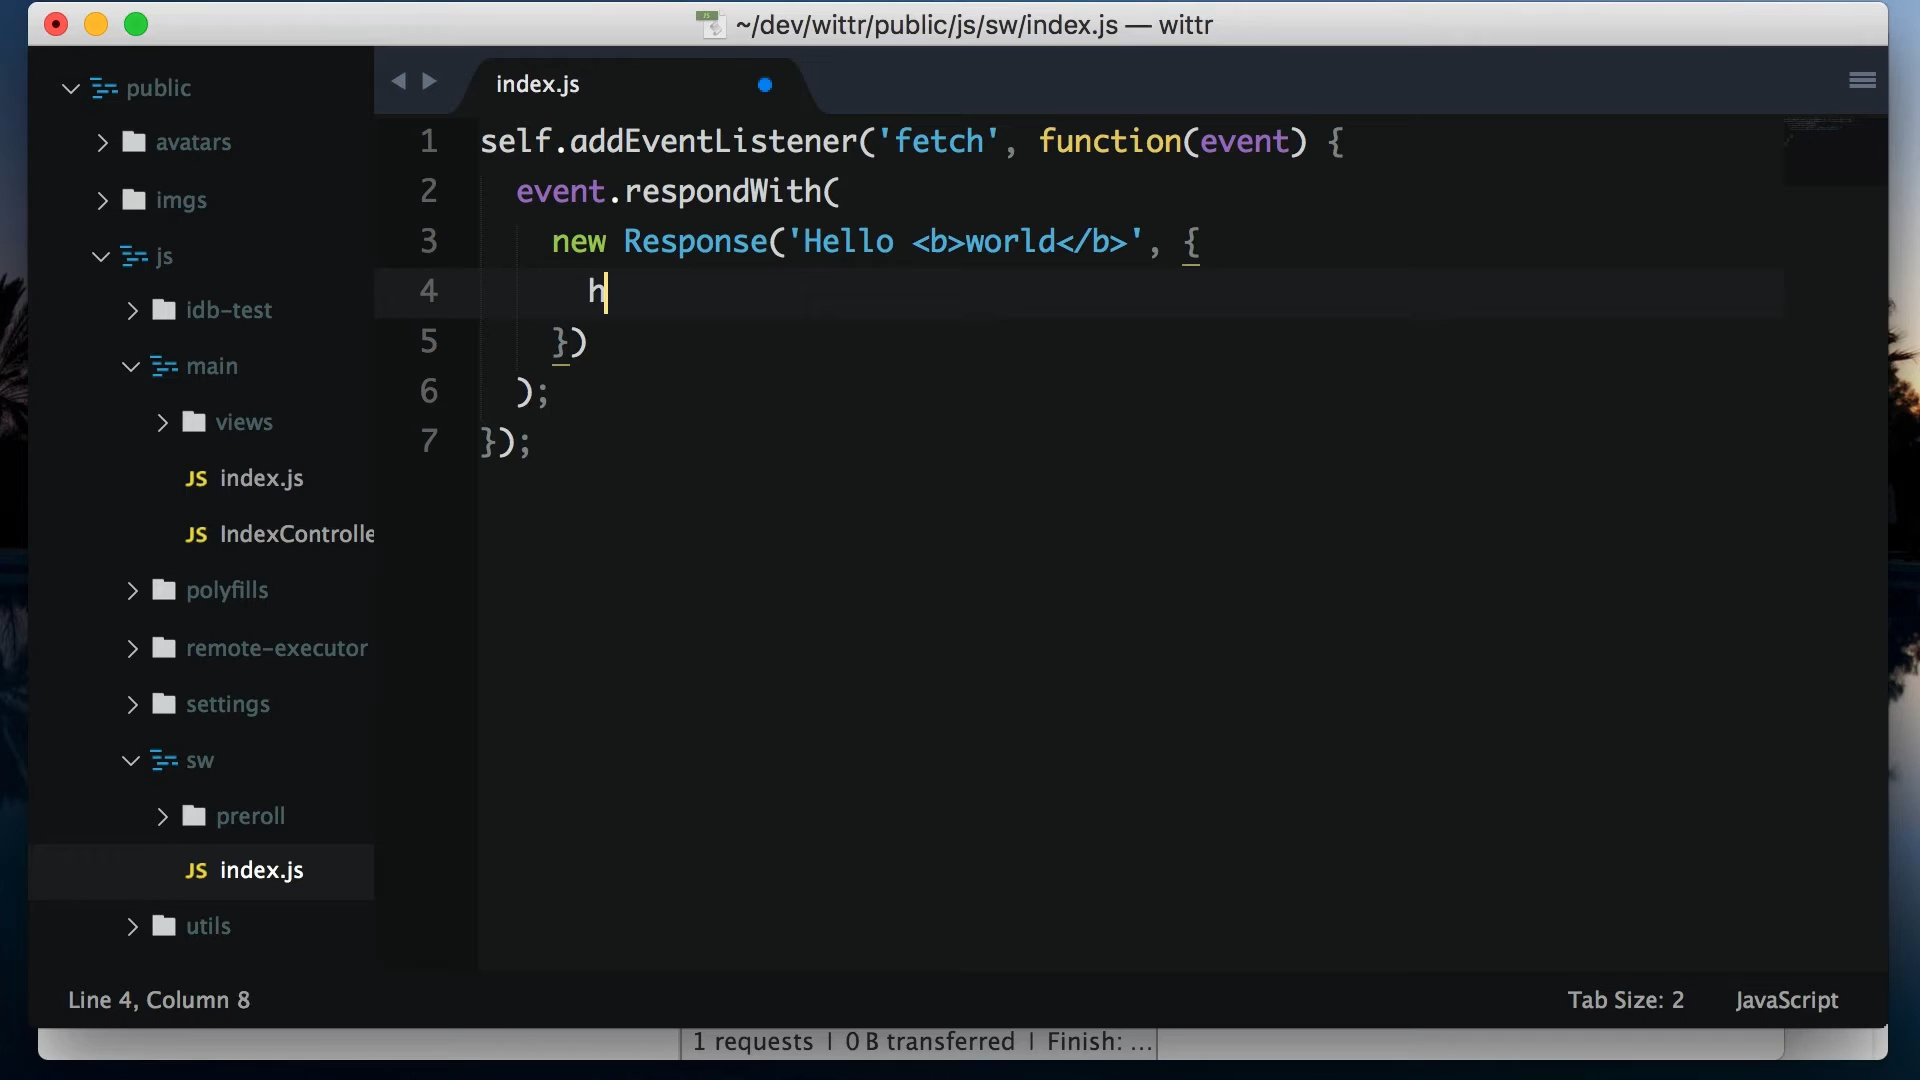 ~/dev/wittr/public/js/sw/index.js — wittr
public
avatars
imgs
js
idb-test
main
views
JS index.js
JS IndexControlle
polyfills
remote-executor
settings
sw
preroll
JS index.js
utils
index.js
1 self.addEventListener('fetch', function(event) {
2 event.respondWith(
3 new Response('Hello <b>world</b>', {
4 h
5 })
6 );
7 });
Line 4, Column 8
Tab Size: 2
JavaScript
1 requests | 0 B transferred | Finish: ...